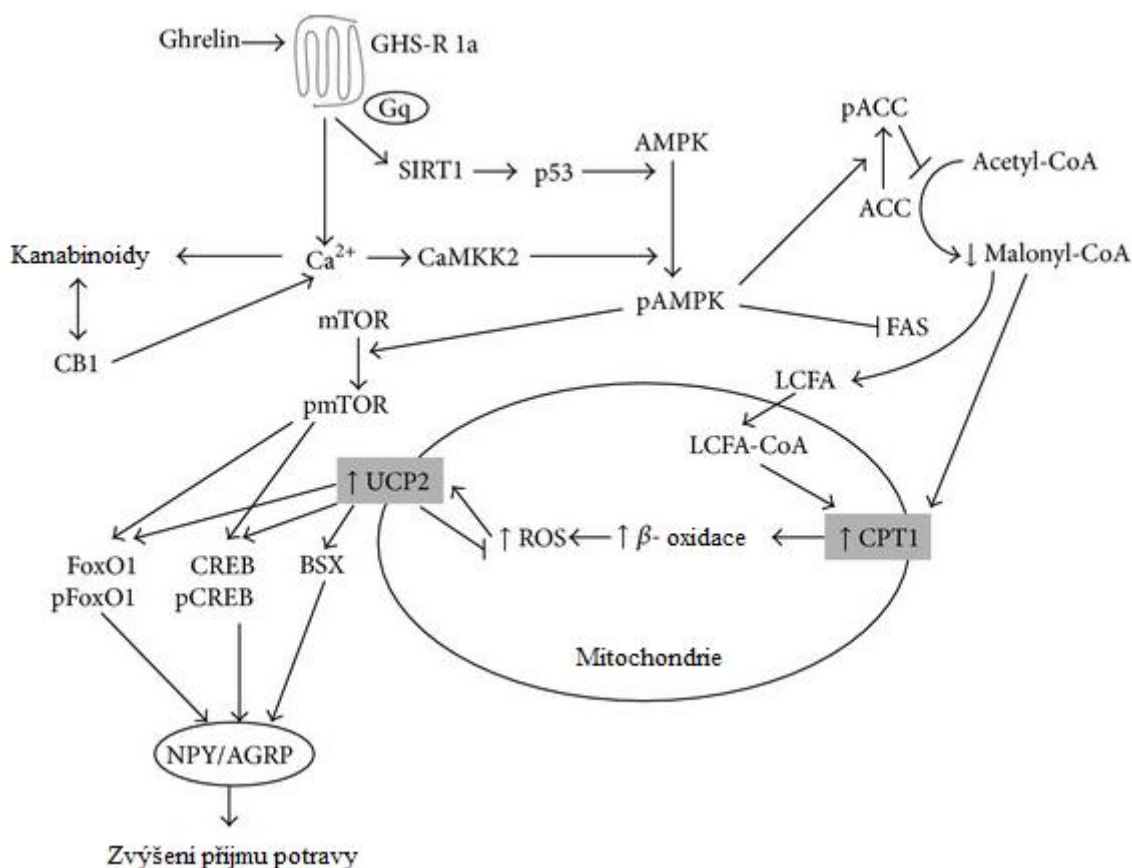 Ghrelin
GHS-R 1a
Gq
pACC
AMPK
SIRT1
p53
Acetyl-CoA
ACC
Kanabinoidy
Ca2+
CaMKK2
↓ Malonyl-CoA
pAMPK
mTOR
FAS
CB1
LCFA
pmTOR
LCFA-CoA
↑ UCP2
↑ ROS
↑ β- oxidace
↑ CPT1
FoxO1
pFoxO1
CREB
pCREB
BSX
Mitochondrie
NPY/AGRP
Zvýšení příjmu potravy